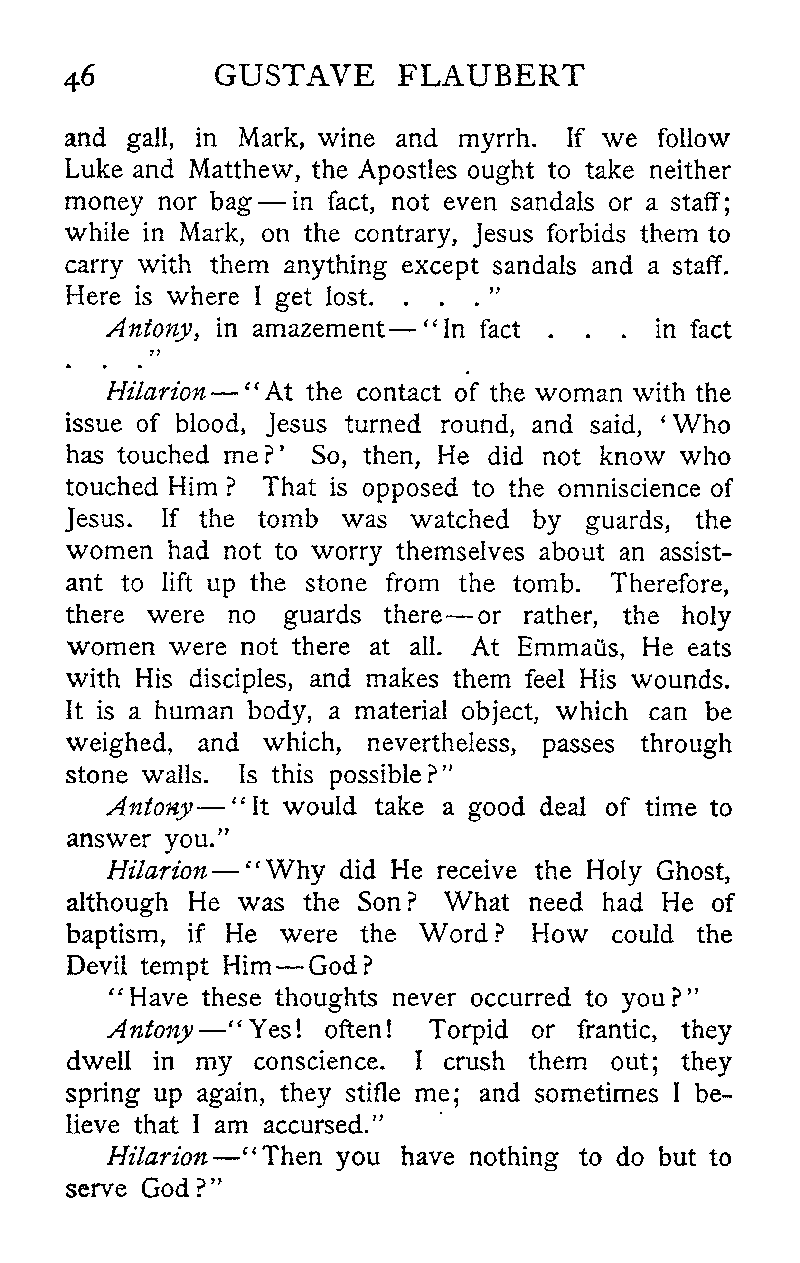 46 GUSTAVE FLAUBERT
and gall, in Mark, wine and myrrh. If we follow
Luke and Matthew, the Apostles ought to take neither
money nor bag—in fact, not even sandals or a staff;
while in Mark, on the contrary, Jesus forbids them to
carry with them anything except sandals and a staff.
Here is where I get lost. . . ."
Antony, in amazement—"In fact . . . in fact
. . ."
Hilarion—"At the contact of the woman with the
issue of blood, Jesus turned round, and said, 'Who
has touched me?' So, then, He did not know who
touched Him? That is opposed to the omniscience of
Jesus. If the tomb was watched by guards, the
women had not to worry themselves about an assist-
ant to lift up the stone from the tomb. Therefore,
there were no guards there—or rather, the holy
women were not there at all. At Emmaüs, He eats
with His disciples, and makes them feel His wounds.
It is a human body, a material object, which can be
weighed, and which, nevertheless, passes through
stone walls. Is this possible?"
Antony—"It would take a good deal of time to
answer you."
Hilarion—"Why did He receive the Holy Ghost,
although He was the Son? What need had He of
baptism, if He were the Word? How could the
Devil tempt Him—God?
"Have these thoughts never occurred to you?"
Antony—"Yes! often! Torpid or frantic, they
dwell in my conscience. I crush them out; they
spring up again, they stifle me; and sometimes I be-
lieve that I am accursed."
Hilarion—"Then you have nothing to do but to
serve God?"